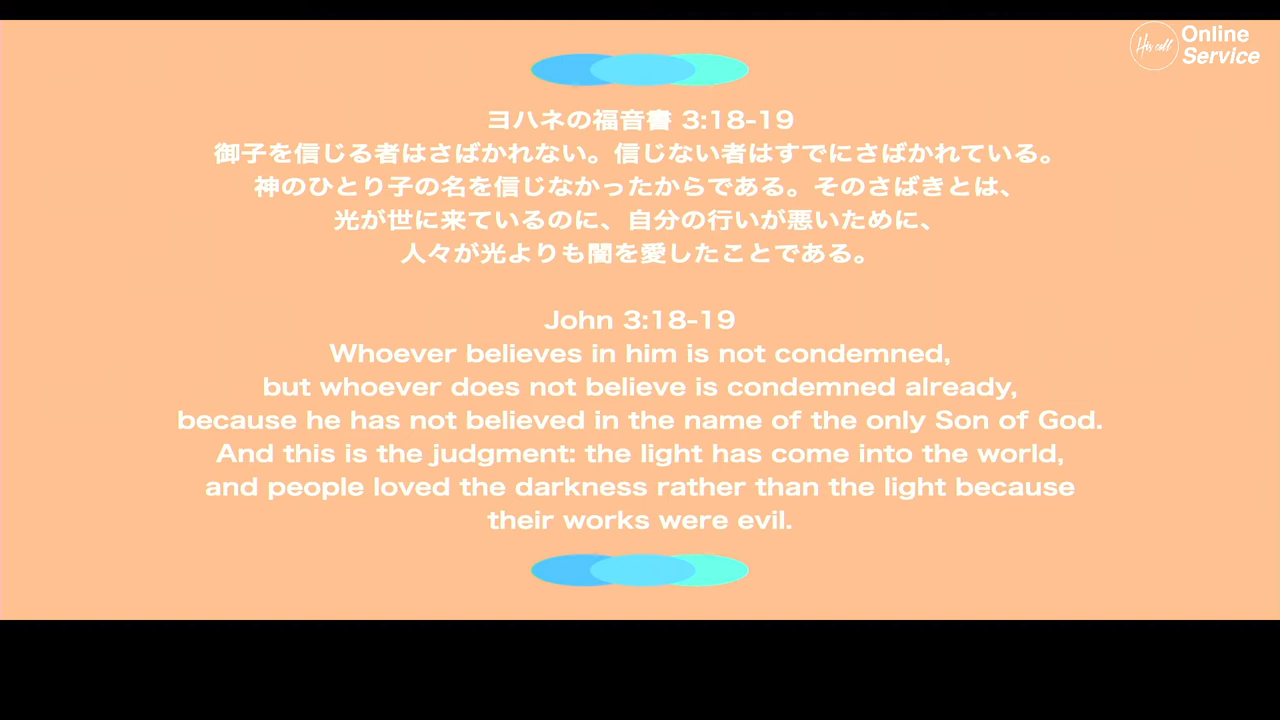 His call
Online
Service
ヨハネの福音書 3:18-19
御子を信じる者はさばかれない。信じない者はすでにさばかれている。
神のひとり子の名を信じなかったからである。そのさばきとは、
光が世に来ているのに、自分の行いが悪いために、
人々が光よりも闇を愛したことである。
John 3:18-19
Whoever believes in him is not condemned,
but whoever does not believe is condemned already,
because he has not believed in the name of the only Son of God.
And this is the judgment: the light has come into the world,
and people loved the darkness rather than the light because
their works were evil.